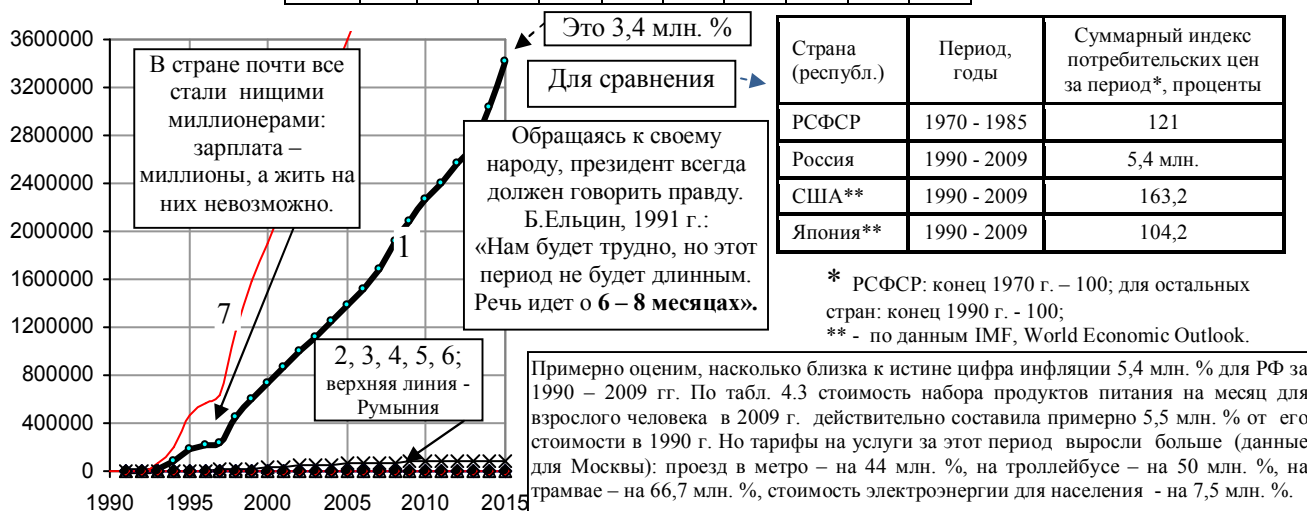 3600000
3200000
2800000
2400000
2000000
1600000
1200000
800000
400000
0
1990 1995 2000 2005 2010 2015
В стране почти все
стали нищими
миллионерами:
зарплата –
миллионы, а жить на
них невозможно.
Это 3,4 млн. %
Для сравнения
Обращаясь к своему
народу, президент всегда
должен говорить правду.
Б.Ельцин, 1991 г.:
«Нам будет трудно, но этот
период не будет длинным.
Речь идет о 6 – 8 месяцах».
1
7
2, 3, 4, 5, 6;
верхняя линия -
Румыния
Страна (республ.) Период, годы Суммарный индекс потребительских цен за период*, проценты
РСФСР 1970 - 1985 121
Россия 1990 - 2009 5,4 млн.
США** 1990 - 2009 163,2
Япония** 1990 - 2009 104,2
* РСФСР: конец 1970 г. – 100; для остальных
стран: конец 1990 г. - 100;
** - по данным IMF, World Economic Outlook.
Примерно оценим, насколько близка к истине цифра инфляции 5,4 млн. % для РФ за
1990 – 2009 гг. По табл. 4.3 стоимость набора продуктов питания на месяц для
взрослого человека в 2009 г. действительно составила примерно 5,5 млн. % от его
стоимости в 1990 г. Но тарифы на услуги за этот период выросли больше (данные
для Москвы): проезд в метро – на 44 млн. %, на троллейбусе – на 50 млн. %, на
трамвае – на 66,7 млн. %, стоимость электроэнергии для населения - на 7,5 млн. %.